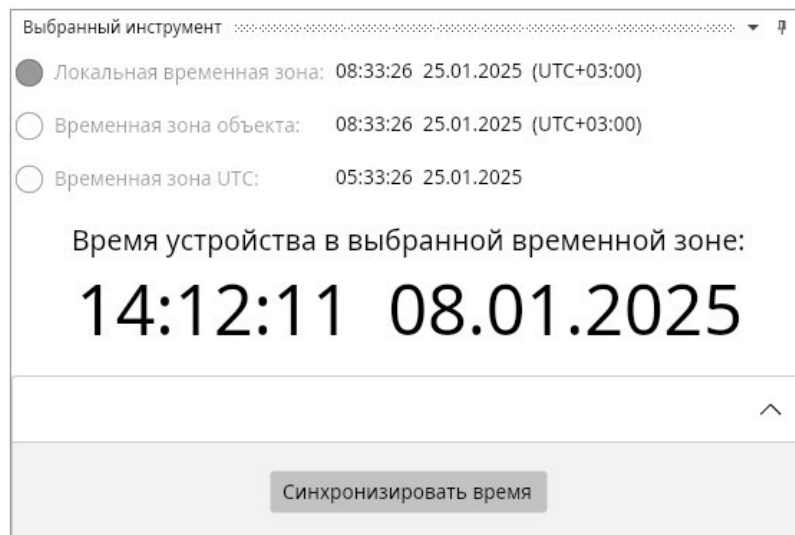 Выбранный инструмент
Локальная временная зона: 08:33:26 25.01.2025 (UTC+03:00)
Временная зона объекта: 08:33:26 25.01.2025 (UTC+03:00)
Временная зона UTC: 05:33:26 25.01.2025
Время устройства в выбранной временной зоне:
14:12:11 08.01.2025
Синхронизировать время